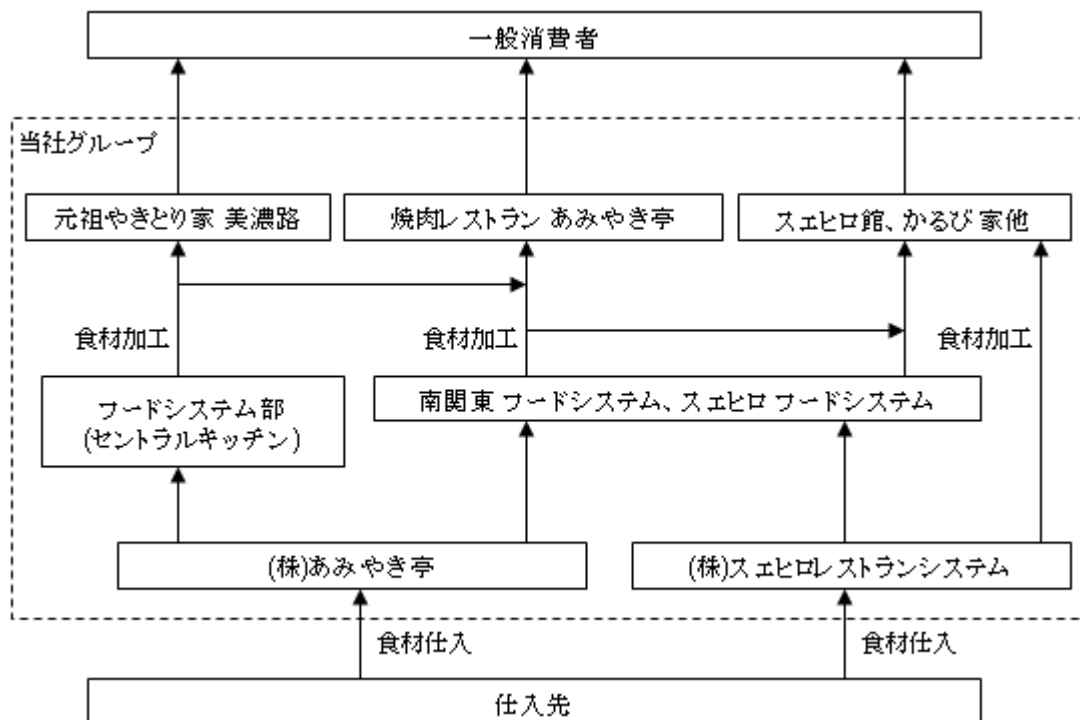 一般消費者
当社グループ
元祖やきとり家 美濃路
焼肉レストラン あみやき亭
スエヒロ館、かるび家他
食材加工
食材加工
食材加工
フードシステム部
(セントラルキッチン)
南関東フードシステム、スエヒロフードシステム
(株)あみやき亭
(株)スエヒロレストランシステム
食材仕入
食材仕入
仕入先